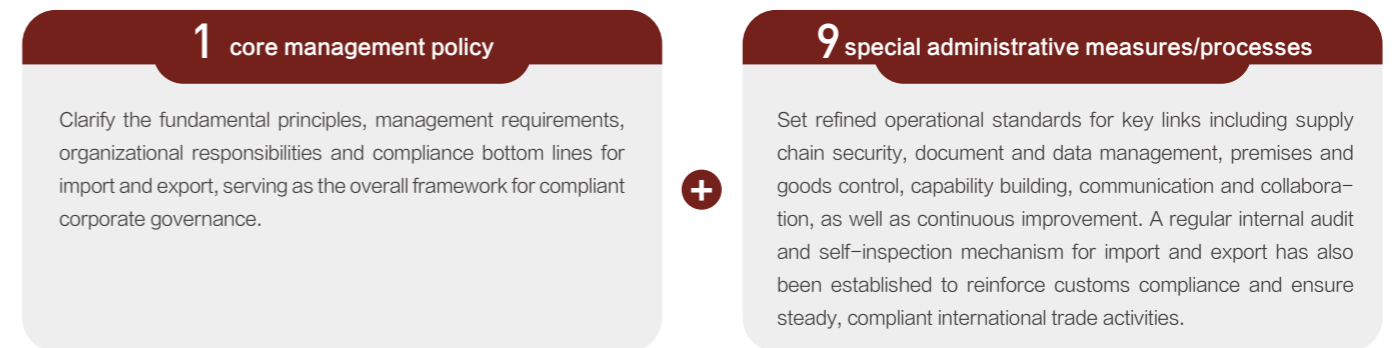 1 core management policy
Clarify the fundamental principles, management requirements,
organizational responsibilities and compliance bottom lines for
import and export, serving as the overall framework for compliant
corporate governance.
+
9 special administrative measures/processes
Set refined operational standards for key links including supply
chain security, document and data management, premises and
goods control, capability building, communication and collabora-
tion, as well as continuous improvement. A regular internal audit
and self-inspection mechanism for import and export has also
been established to reinforce customs compliance and ensure
steady, compliant international trade activities.